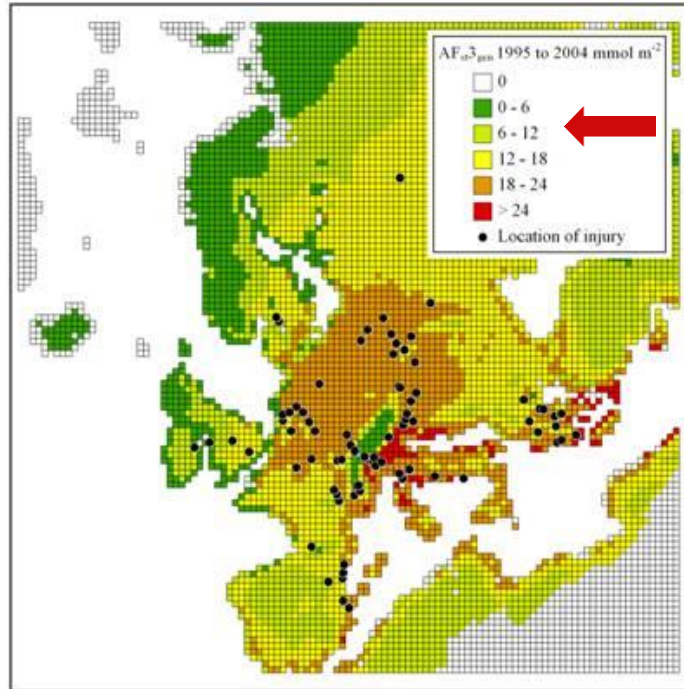 AFst3gen 1995 to 2004 mmol m-2
0
0 - 6
6 - 12
12 - 18
18 - 24
> 24
Location of injury